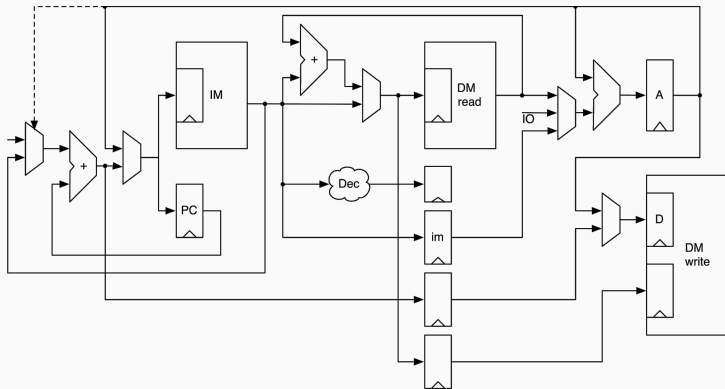 IM
+
DM
read
IO
A
+
Dec
PC
im
D
DM
write